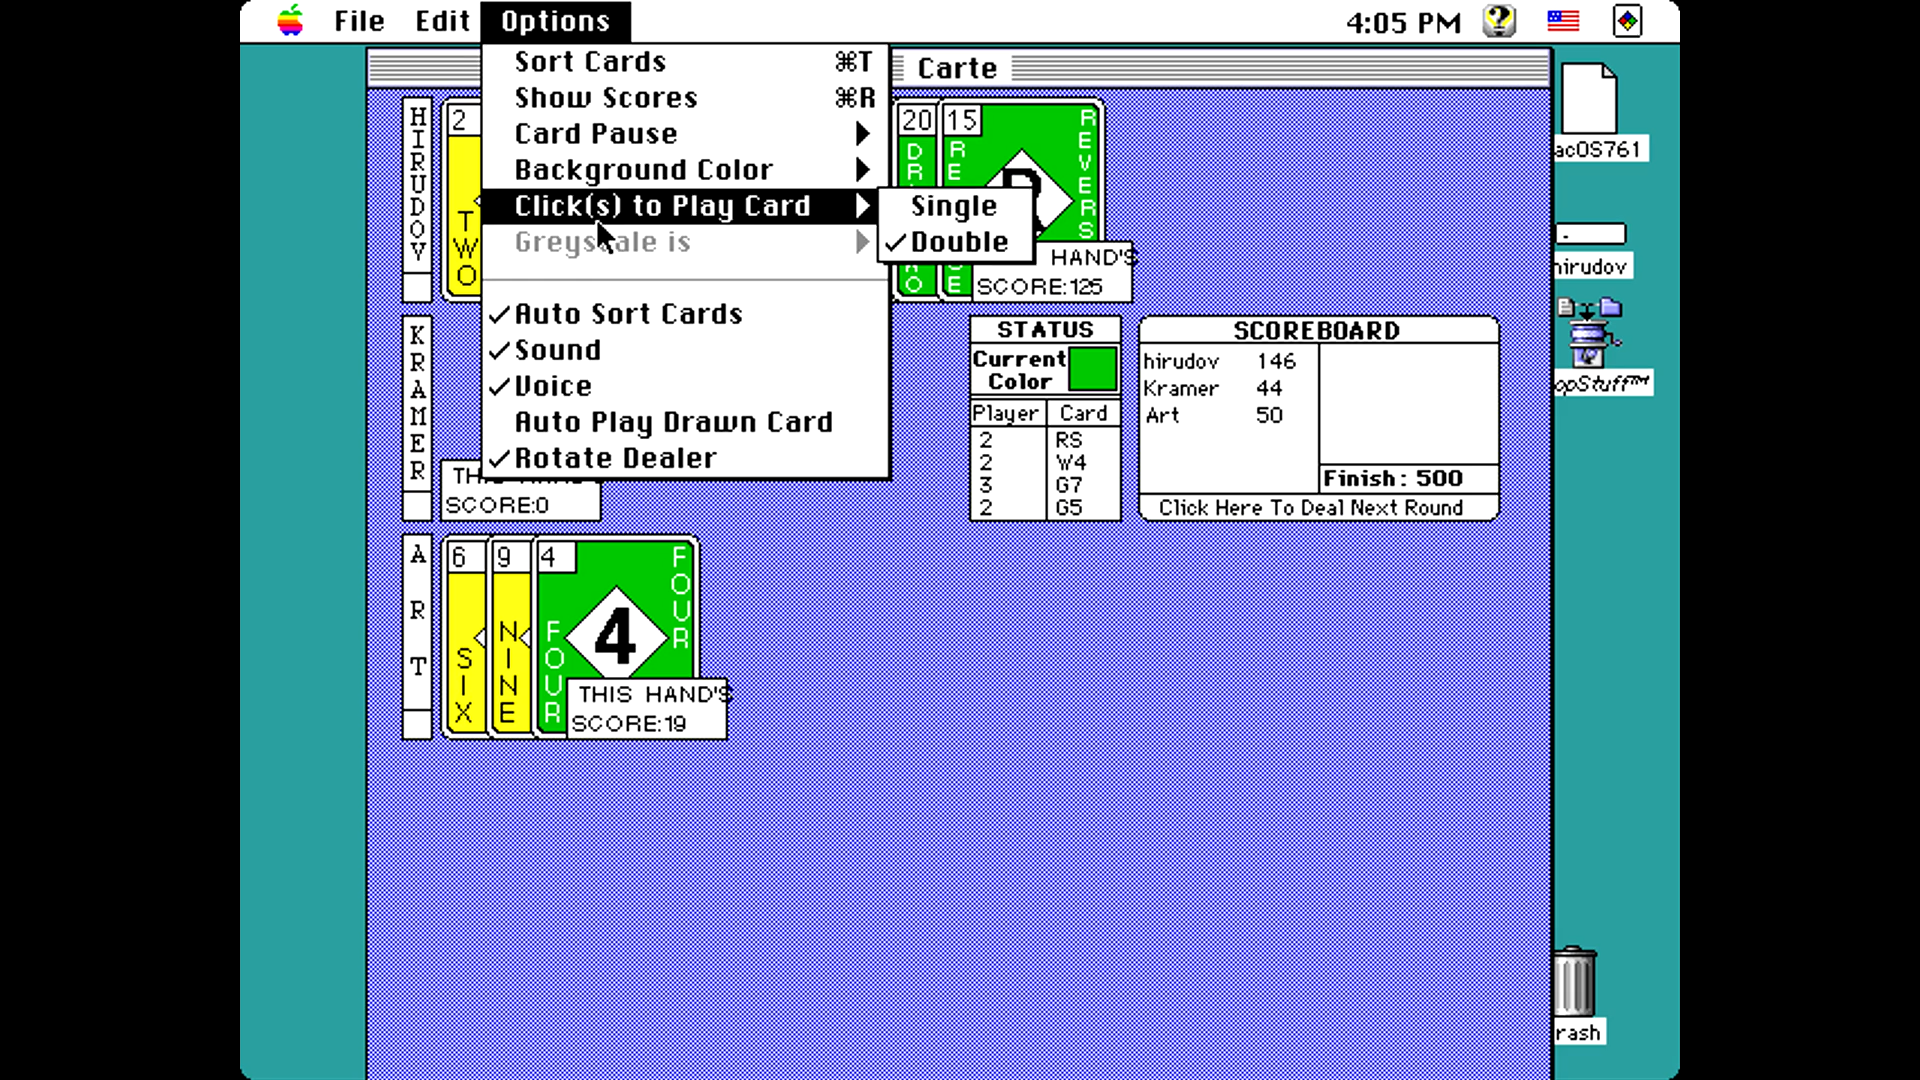 File Edit Options 4:05 PM
Carte
Sort Cards ⌘T
Show Scores ⌘R
Card Pause
Background Color
Click(s) to Play Card
Single
✓Double
Greyscale is
✓Auto Sort Cards
✓Sound
✓Voice
Auto Play Drawn Card
✓Rotate Dealer
HIRUDOV
2
TWO
20
15
REVERS
HAND'S
SCORE:125
KRAMER
SCORE:0
STATUS
Current
Color
Player Card
2 RS
2 W4
3 G7
2 G5
SCOREBOARD
hirudov 146
Kramer 44
Art 50
Finish: 500
Click Here To Deal Next Round
ART
6
SIX
9
NINE
4
FOUR
4
FOUR
THIS HAND'S
SCORE:19
acOS761
hirudov
opStuff™
rash